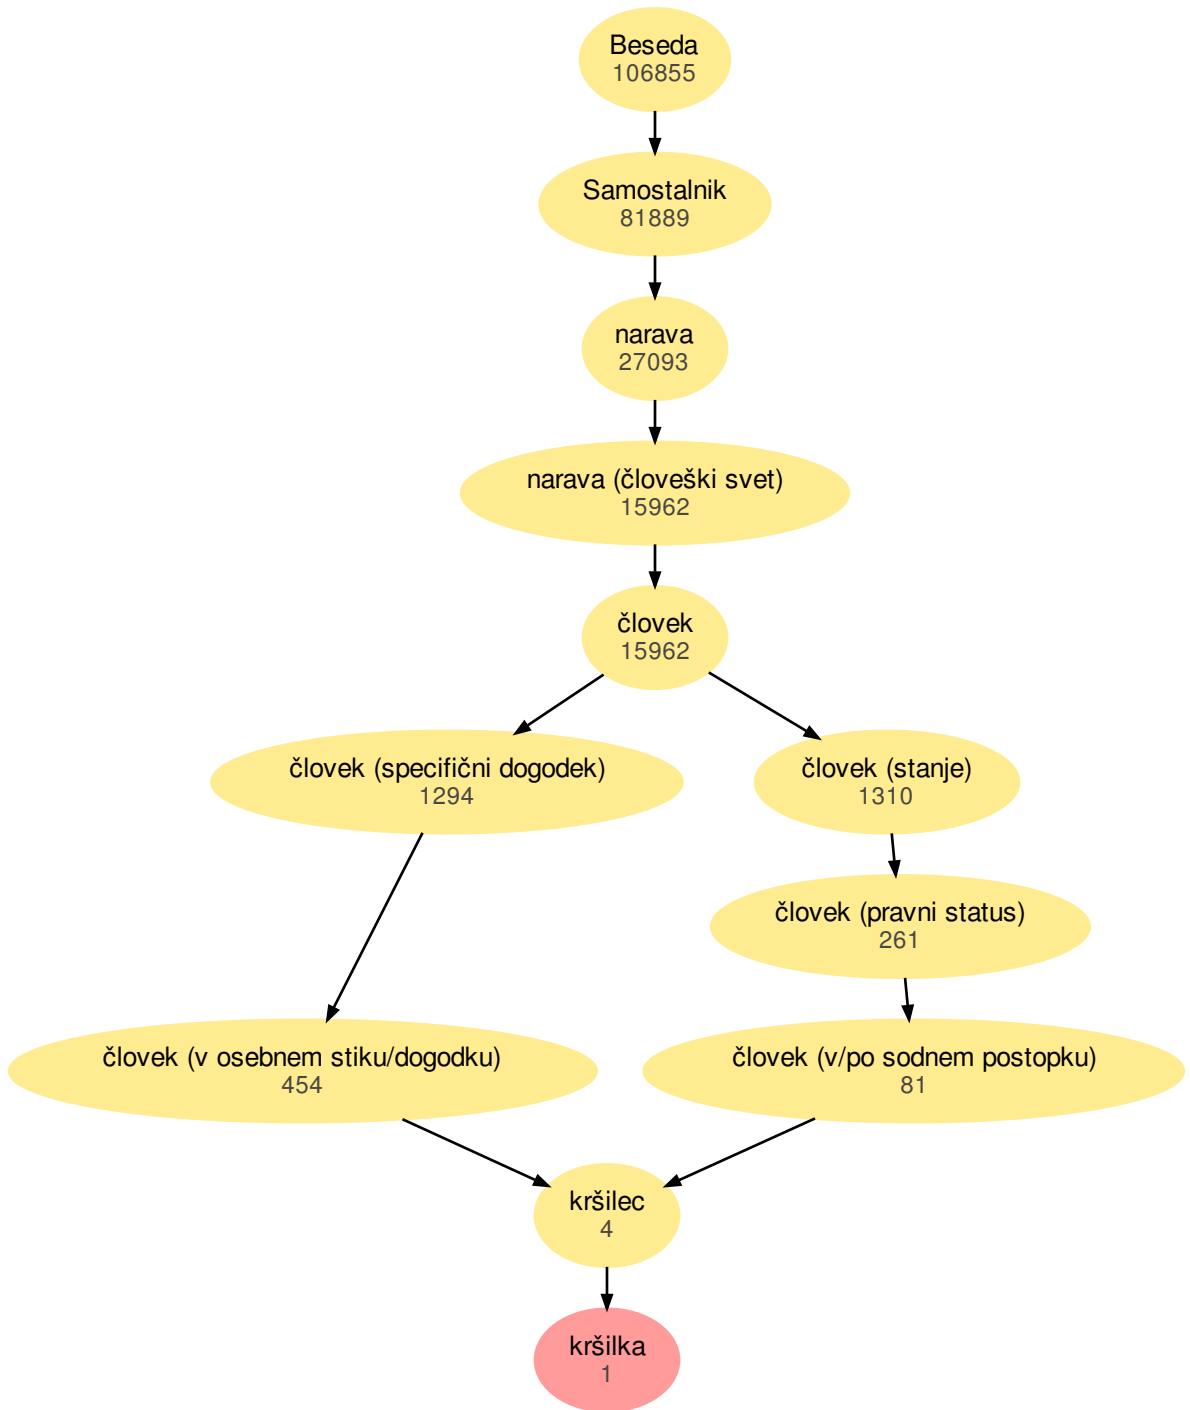 Beseda
106855
Samostalnik
81889
narava
27093
narava (človeški svet)
15962
človek
15962
človek (specifični dogodek)
1294
človek (stanje)
1310
človek (pravni status)
261
človek (v osebnem stiku/dogodku)
454
človek (v/po sodnem postopku)
81
kršilec
4
kršilka
1